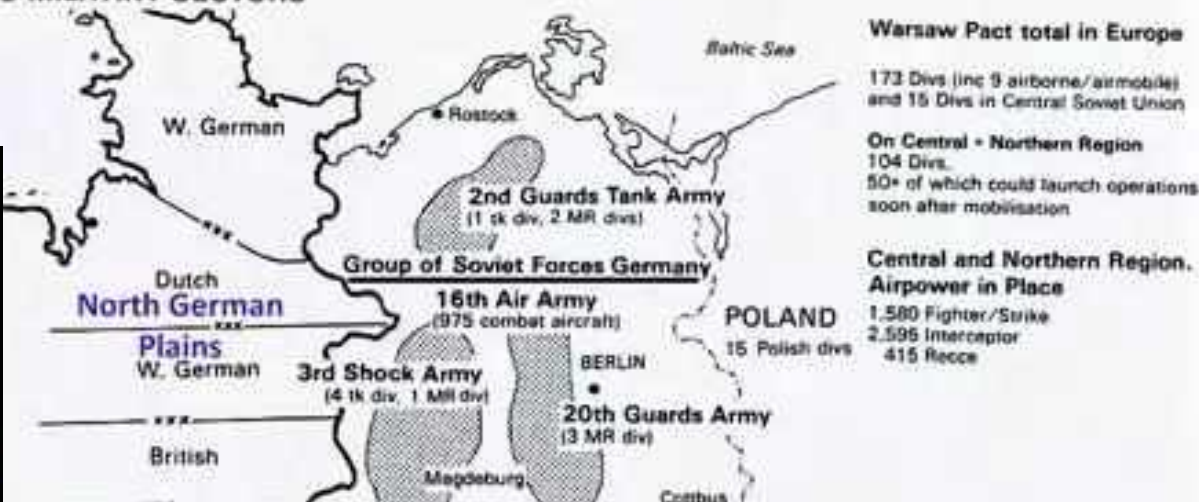 MILITARY SECTORS
W. German
Rostock
Baltic Sea
2nd Guards Tank Army
(1 tk div, 2 MR divs)
Group of Soviet Forces Germany
16th Air Army
(975 combat aircraft)
Dutch
North German
xxx
Plains
W. German
3rd Shock Army
(4 tk div, 1 MR div)
BERLIN
20th Guards Army
(3 MR div)
POLAND
15 Polish divs
xxx
British
Magdeburg
Cottbus
xxx
Warsaw Pact total in Europe
173 Divs (inc 9 airborne/airmobile)
and 15 Divs in Central Soviet Union
On Central + Northern Region
104 Divs.
50+ of which could launch operations
soon after mobilisation
Central and Northern Region.
Airpower in Place
1,580 Fighter/Strike
2,595 Interceptor
415 Recce